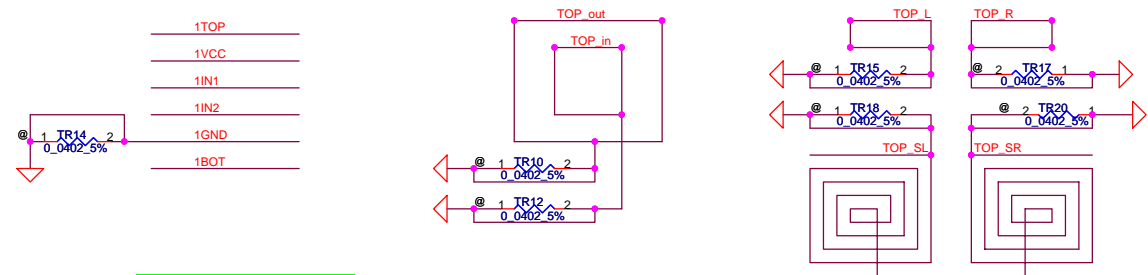 1TOP
1VCC
1IN1
1IN2
1GND
1BOT
@ 1 TR14 2
0_0402_5%
TOP_out
TOP_in
@ 1 TR10 2
0_0402_5%
@ 1 TR12 2
0_0402_5%
TOP_L
TOP_R
@ 1 TR15 2
0_0402_5%
@ 2 TR17 1
0_0402_5%
@ 1 TR18 2
0_0402_5%
@ 2 TR20 1
0_0402_5%
TOP_SL
TOP_SR